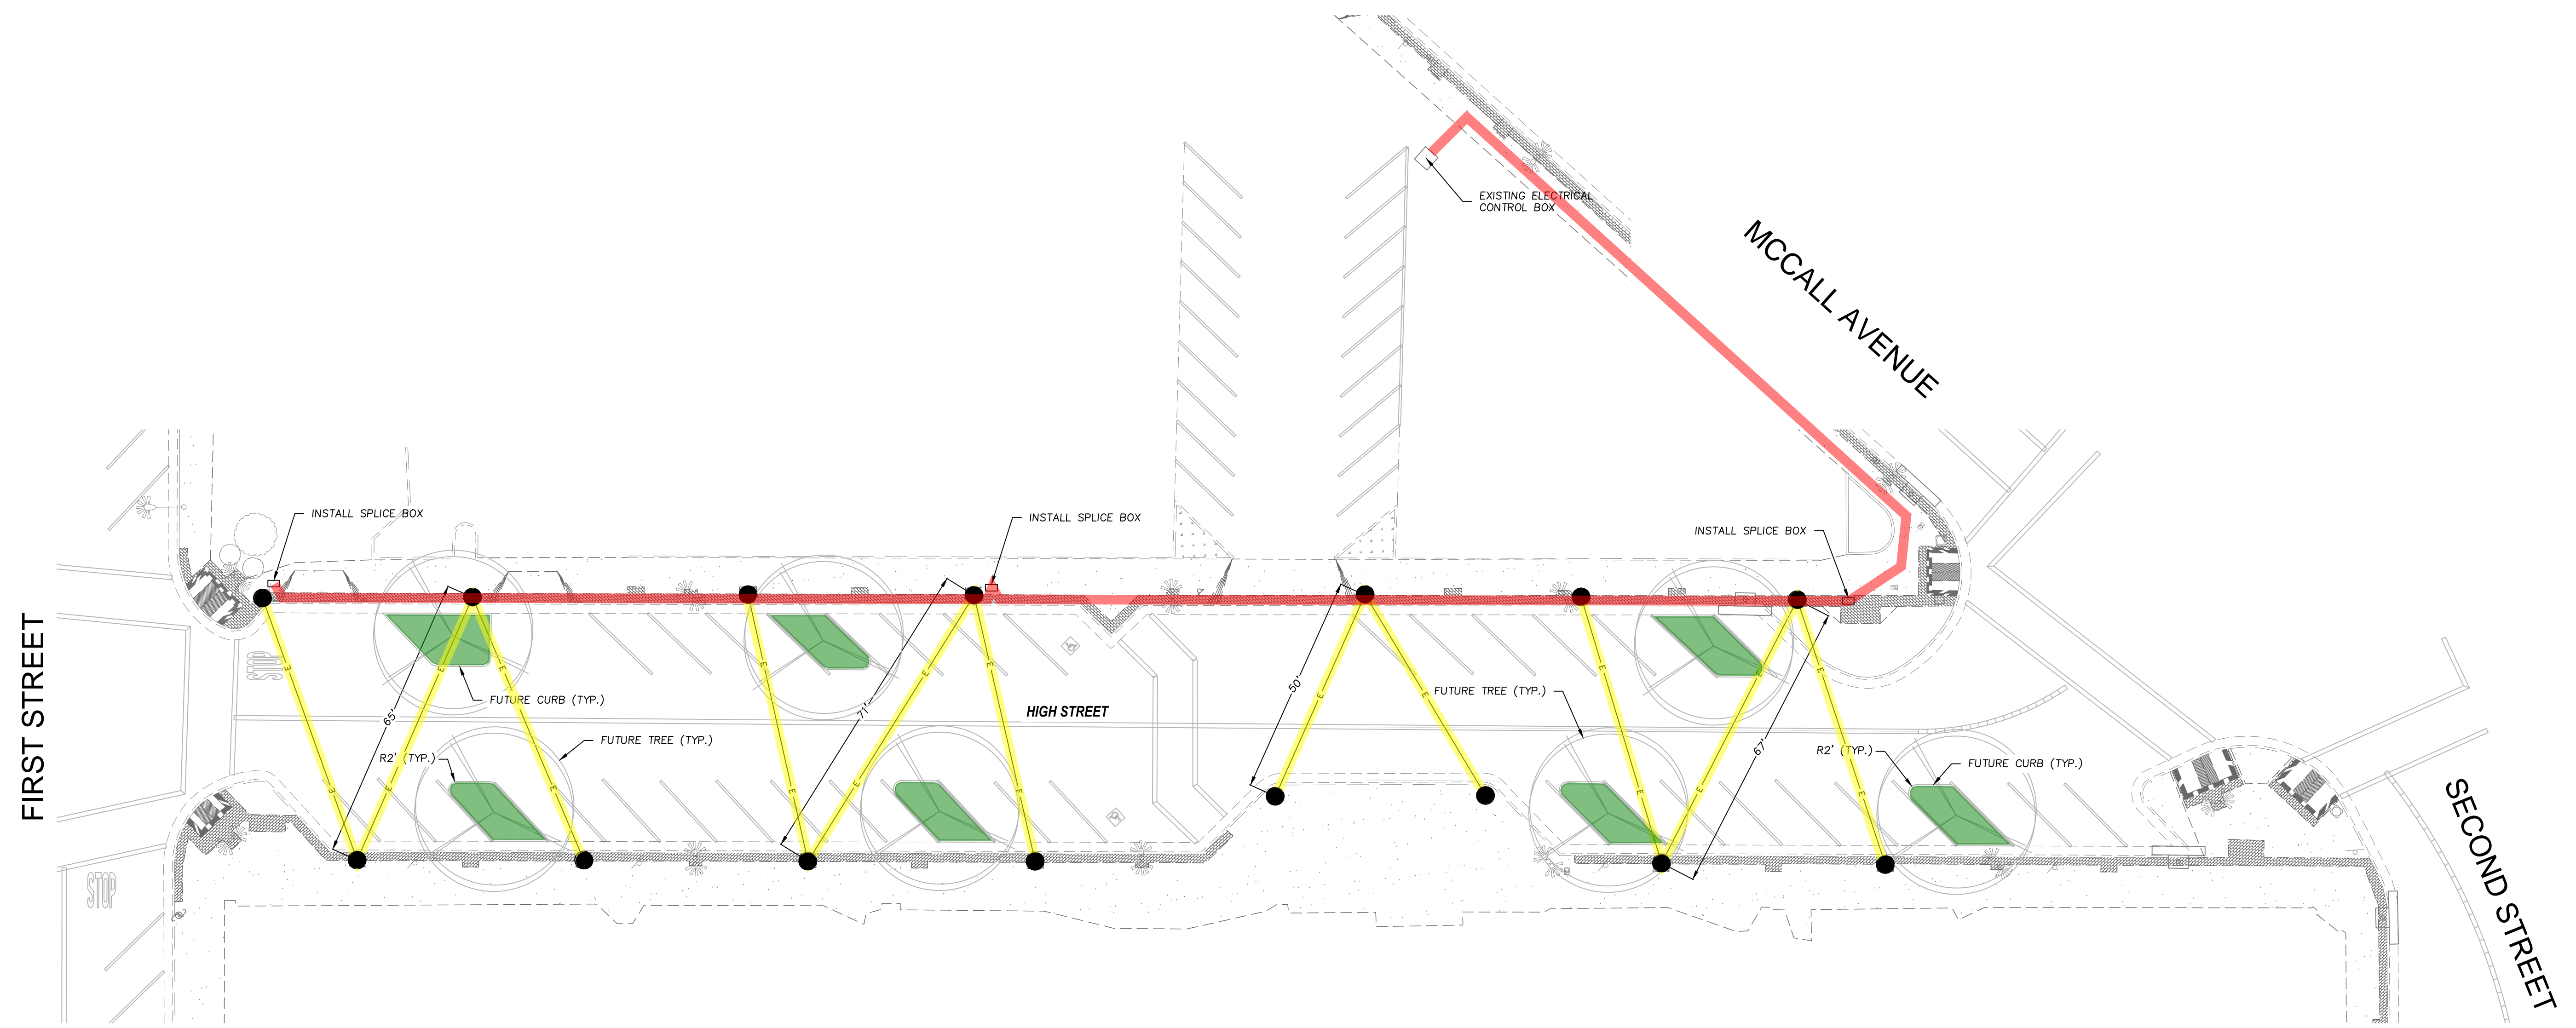 EXISTING ELECTRICAL
CONTROL BOX
MCCALL AVENUE
INSTALL SPLICE BOX
INSTALL SPLICE BOX
INSTALL SPLICE BOX
FIRST STREET
STOP
65'
FUTURE CURB (TYP.)
71'
HIGH STREET
50'
FUTURE TREE (TYP.)
67'
R2' (TYP.)
FUTURE TREE (TYP.)
R2' (TYP.)
FUTURE CURB (TYP.)
STOP
SECOND STREET
E
E
E
E
E
E
E
E
E
E
E
E
E
E